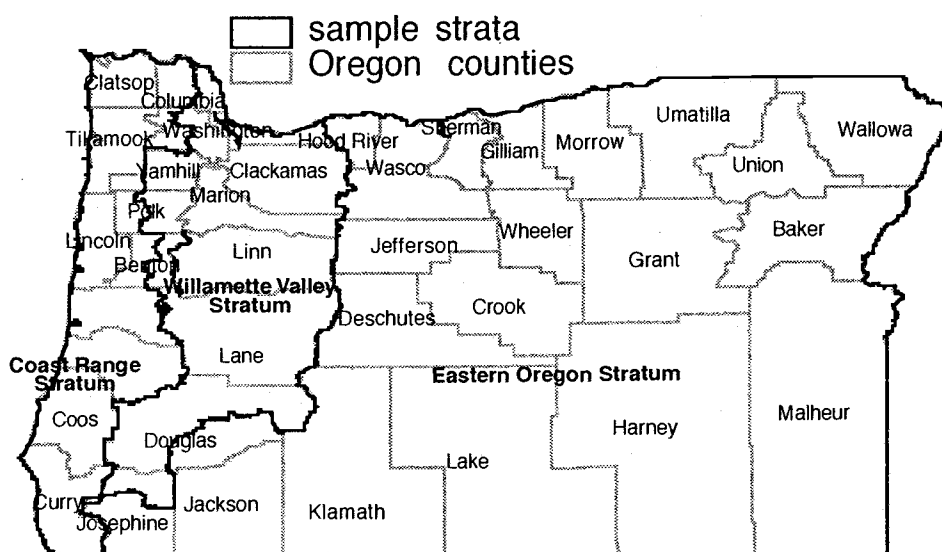 sample strata
Oregon counties
Clatsop
Columbia
Tillamook
Washington
Hood River
Sherman
Gilliam
Morrow
Umatilla
Wallowa
Union
Yamhill
Clackamas
Wasco
Marion
Polk
Lincoln
Linn
Jefferson
Wheeler
Grant
Baker
Benton
Willamette Valley
Stratum
Deschutes
Crook
Lane
Coast Range
Stratum
Eastern Oregon Stratum
Coos
Douglas
Lake
Harney
Malheur
Curry
Josephine
Jackson
Klamath